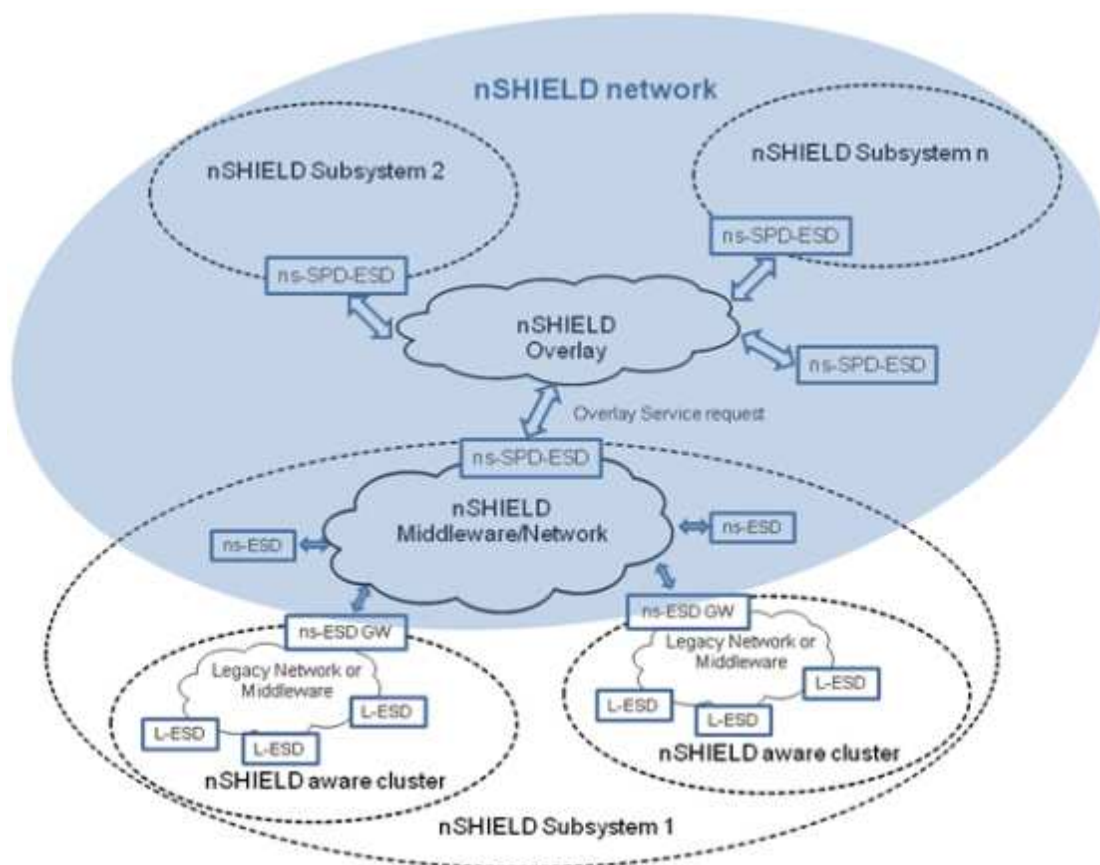 nSHIELD network
nSHIELD Subsystem 2
nSHIELD Subsystem n
ns-SPD-ESD
ns-SPD-ESD
nSHIELD
Overlay
ns-SPD-ESD
Overlay Service request
ns-SPD-ESD
nSHIELD
Middleware/Network
ns-ESD
ns-ESD
ns-ESD GW
ns-ESD GW
Legacy Network or
Middleware
Legacy Network or
Middleware
L-ESD
L-ESD
L-ESD
L-ESD
L-ESD
L-ESD
nSHIELD aware cluster
nSHIELD aware cluster
nSHIELD Subsystem 1